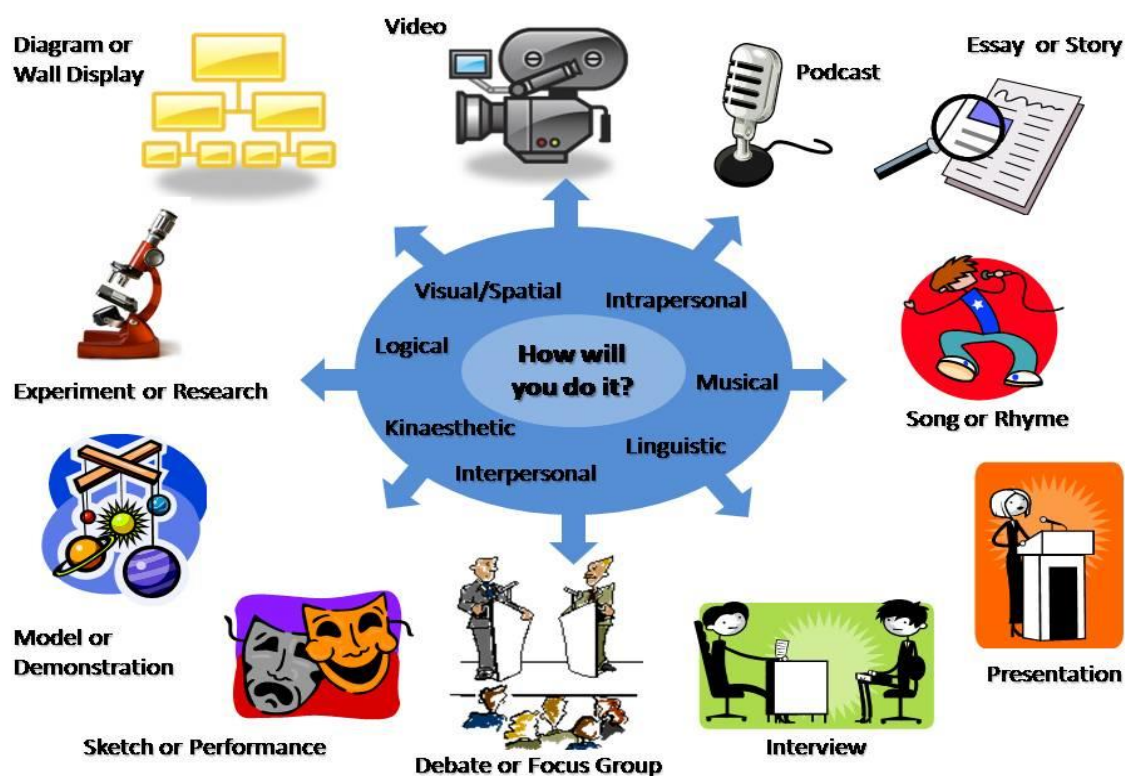 Diagram or
Wall Display
Video
Podcast
Essay or Story
Experiment or Research
Visual/Spatial
Intrapersonal
Logical
How will
you do it?
Musical
Kinaesthetic
Linguistic
Interpersonal
Song or Rhyme
Model or
Demonstration
Sketch or Performance
Debate or Focus Group
Interview
Presentation